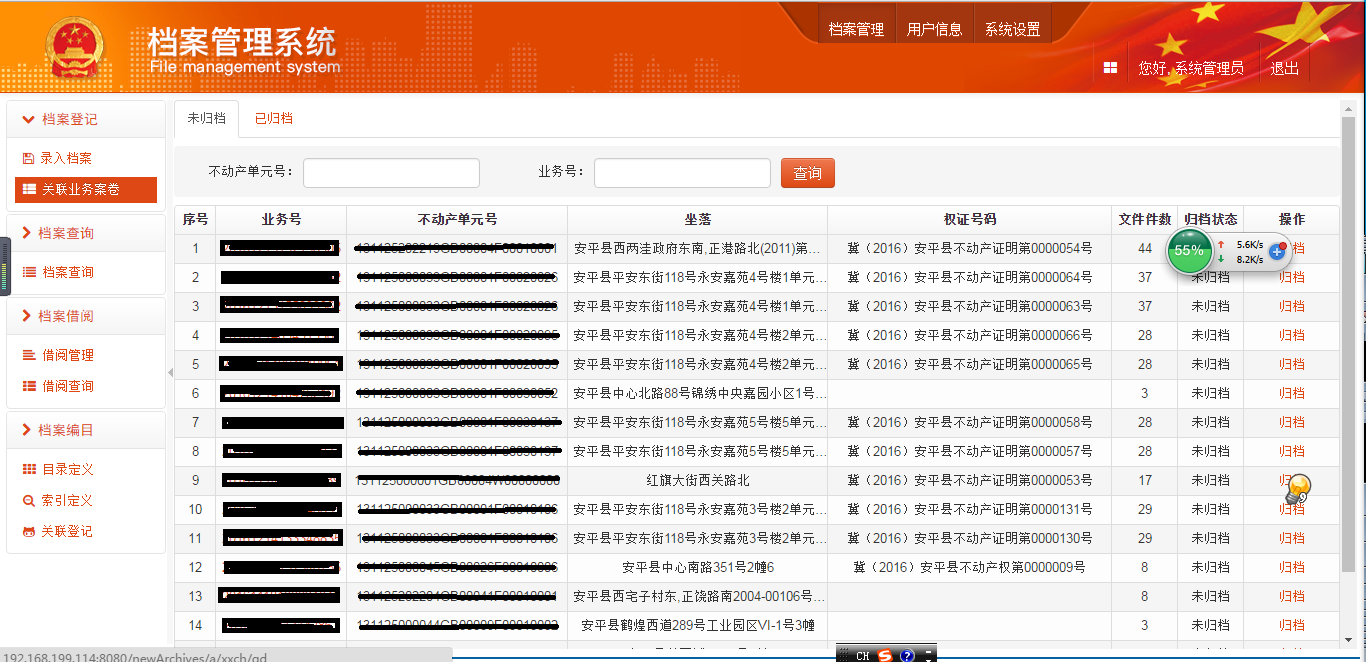 档案管理系统
File management system
档案管理 用户信息 系统设置
您好, 系统管理员 退出
档案登记
录入档案
关联业务案卷
档案查询
档案查询
档案借阅
借阅管理
借阅查询
档案编目
目录定义
索引定义
关联登记
未归档 已归档
不动产单元号： 业务号： 查询
序号 业务号 不动产单元号 坐落 权证号码 文件件数 归档状态 操作
1 安平县西两洼政府东南,正港路北(2011)第... 冀（2016）安平县不动产证明第0000054号 44 档
2 安平县平安东街118号永安嘉苑4号楼1单元... 冀（2016）安平县不动产证明第0000064号 37 未归档 归档
3 安平县平安东街118号永安嘉苑4号楼1单元... 冀（2016）安平县不动产证明第0000063号 37 未归档 归档
4 安平县平安东街118号永安嘉苑4号楼2单元... 冀（2016）安平县不动产证明第0000066号 28 未归档 归档
5 安平县平安东街118号永安嘉苑4号楼2单元... 冀（2016）安平县不动产证明第0000065号 28 未归档 归档
6 安平县中心北路88号锦绣中央嘉园小区1号... 3 未归档 归档
7 安平县平安东街118号永安嘉苑5号楼5单元... 冀（2016）安平县不动产证明第0000058号 28 未归档 归档
8 安平县平安东街118号永安嘉苑5号楼5单元... 冀（2016）安平县不动产证明第0000057号 28 未归档 归档
9 红旗大街西关路北 冀（2016）安平县不动产证明第0000053号 17 未归档 归
10 安平县平安东街118号永安嘉苑3号楼2单元... 冀（2016）安平县不动产证明第0000131号 29 未归档 归档
11 安平县平安东街118号永安嘉苑3号楼2单元... 冀（2016）安平县不动产证明第0000130号 29 未归档 归档
12 安平县中心南路351号2幢6 冀（2016）安平县不动产权第0000009号 8 未归档 归档
13 安平县西宅子村东,正饶路南2004-00106号... 8 未归档 归档
14 安平县鹤煌西道289号工业园区VI-1号3幢 3 未归档 归档
55% 5.6K/s
8.2K/s
192.168.199.114:8080/newArchives/a/xxch/gd
CH